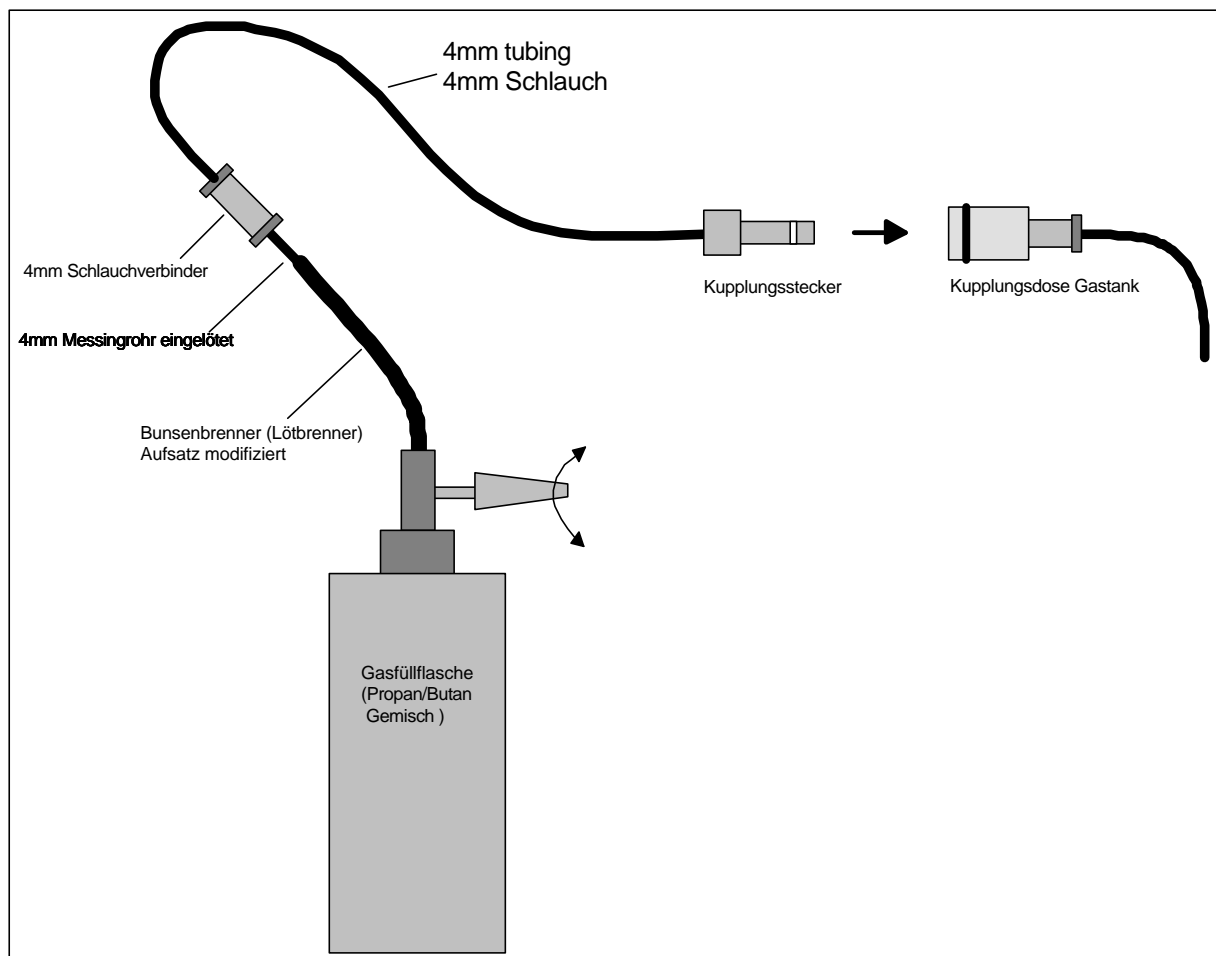 4mm tubing
4mm Schlauch
4mm Schlauchverbinder
Kupplungsstecker
Kupplungsdose Gastank
4mm Messingrohr eingelötet
Bunsenbrenner (Lötbrenner)
Aufsatz modifiziert
Gasfüllflasche
(Propan/Butan
Gemisch )